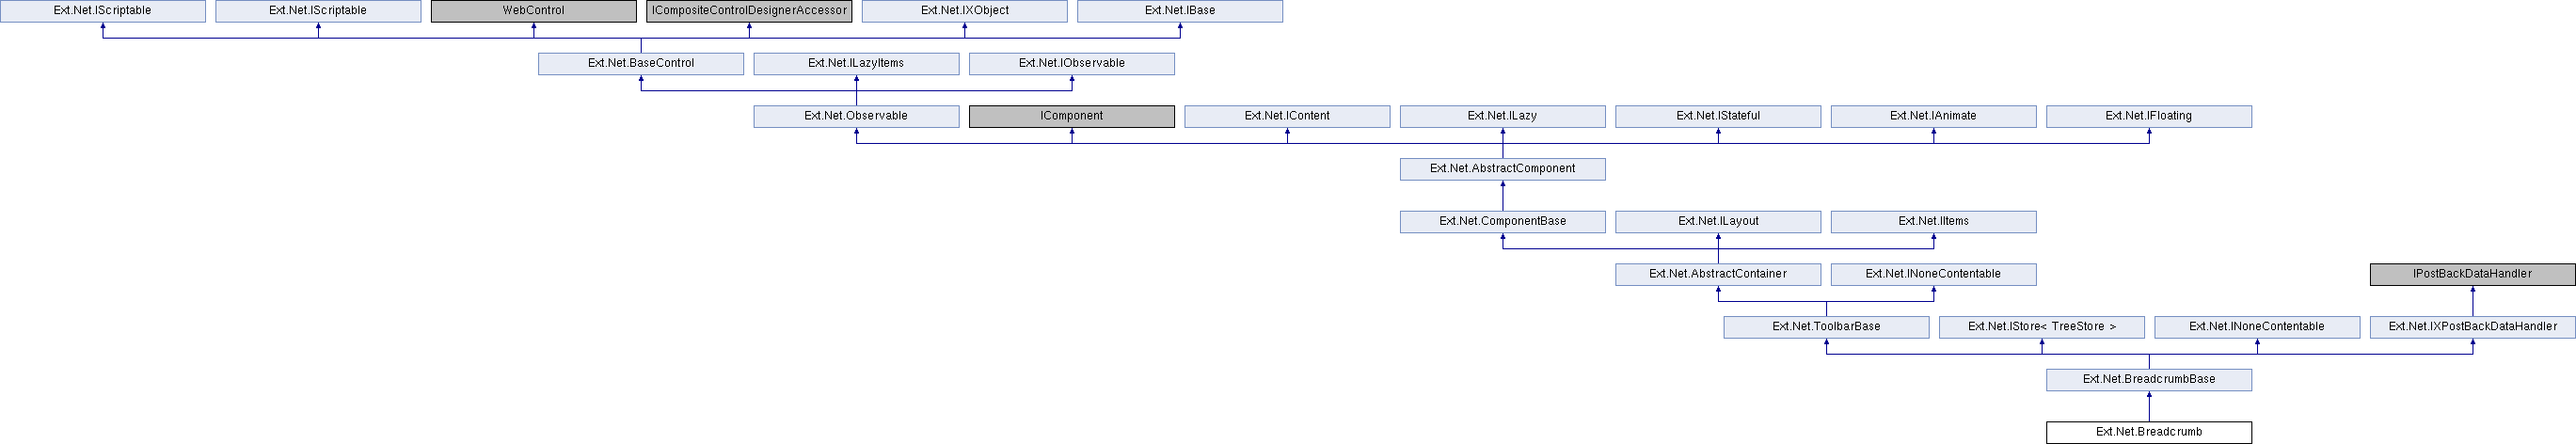 Ext.Net.IScriptable
Ext.Net.IScriptable
WebControl
ICompositeControlDesignerAccessor
Ext.Net.IXObject
Ext.Net.IBase
Ext.Net.BaseControl
Ext.Net.ILazyItems
Ext.Net.IObservable
Ext.Net.Observable
IComponent
Ext.Net.IContent
Ext.Net.ILazy
Ext.Net.IStateful
Ext.Net.IAnimate
Ext.Net.IFloating
Ext.Net.AbstractComponent
Ext.Net.ComponentBase
Ext.Net.ILayout
Ext.Net.IItems
Ext.Net.AbstractContainer
Ext.Net.INoneContentable
IPostBackDataHandler
Ext.Net.ToolbarBase
Ext.Net.IStore< TreeStore >
Ext.Net.INoneContentable
Ext.Net.IXPostBackDataHandler
Ext.Net.BreadcrumbBase
Ext.Net.Breadcrumb